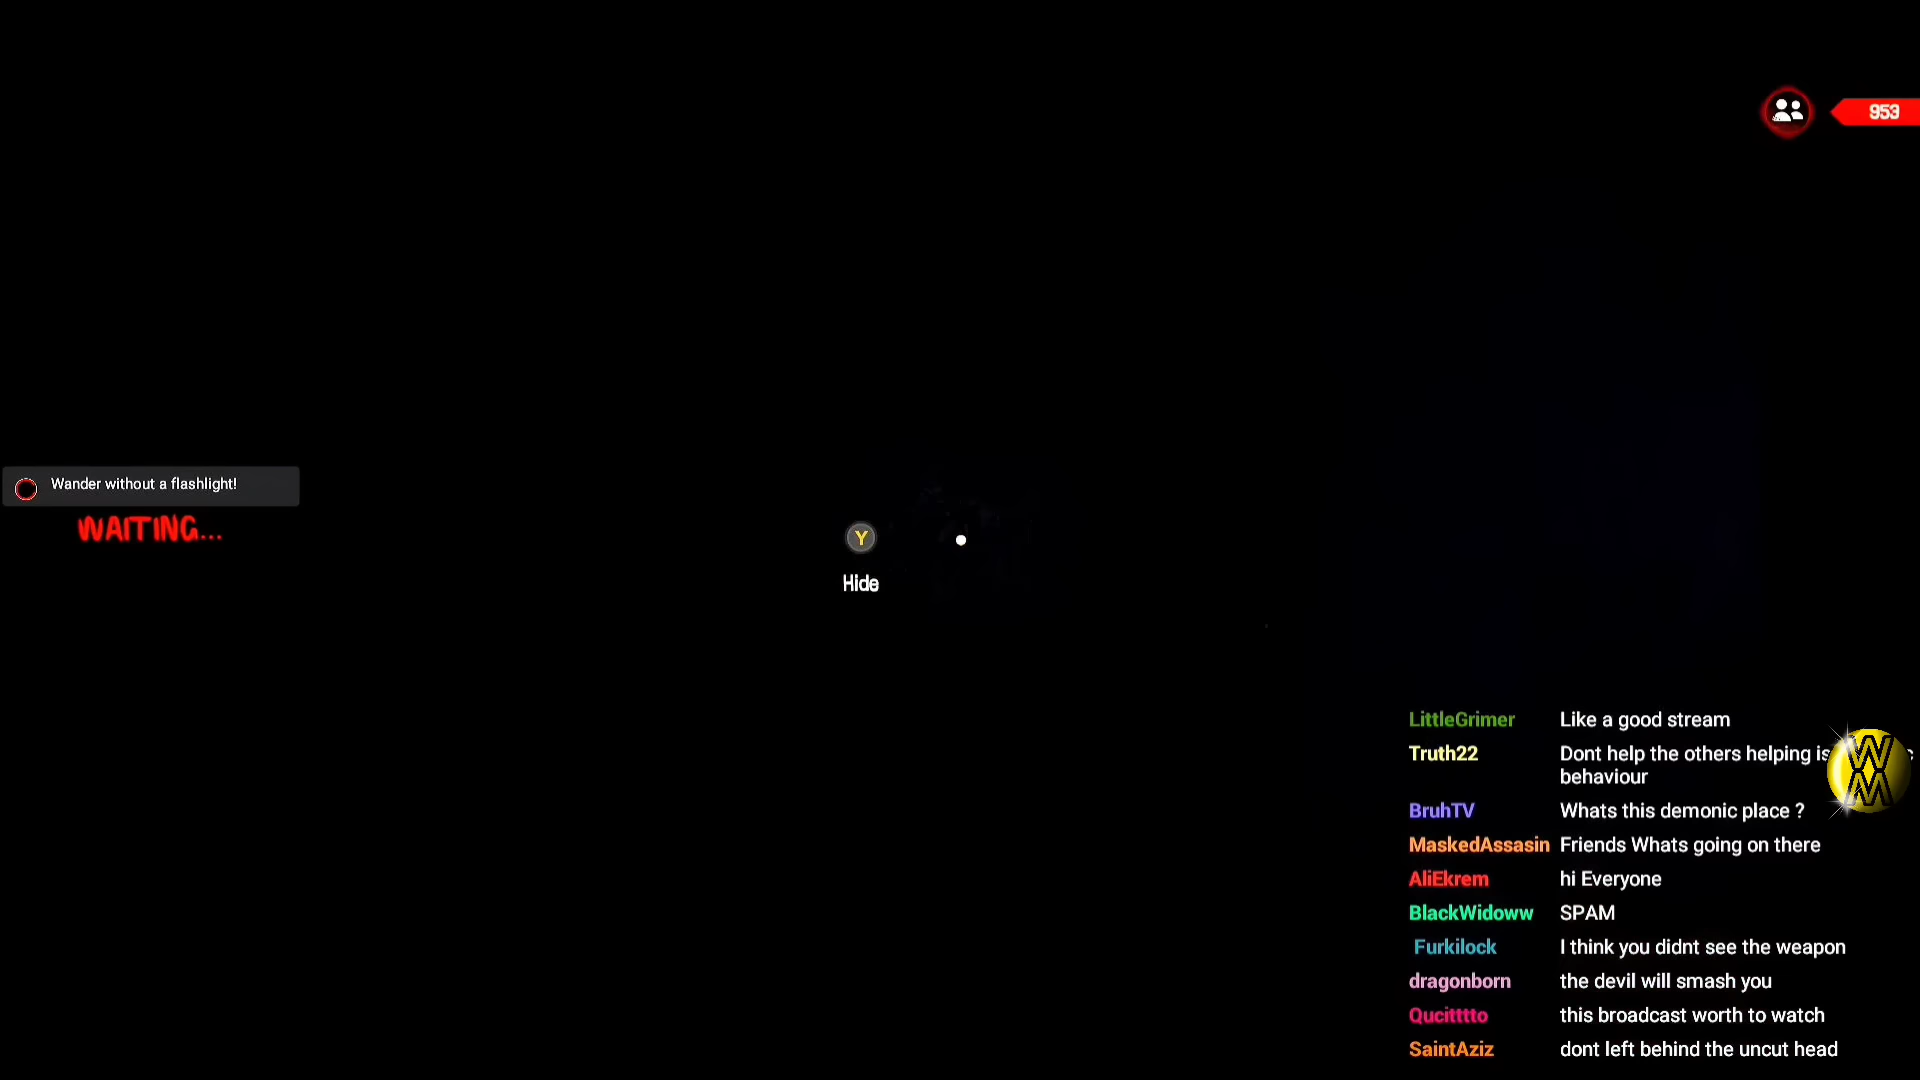 953
Wander without a flashlight!
WAITING...
Y
Hide
LittleGrimer Like a good stream
Truth22 Dont help the others helping is
behaviour
BruhTV Whats this demonic place ?
MaskedAssasin Friends Whats going on there
AliEkrem hi Everyone
BlackWidoww SPAM
Furkilock I think you didnt see the weapon
dragonborn the devil will smash you
Qucitttto this broadcast worth to watch
SaintAziz dont left behind the uncut head
WM